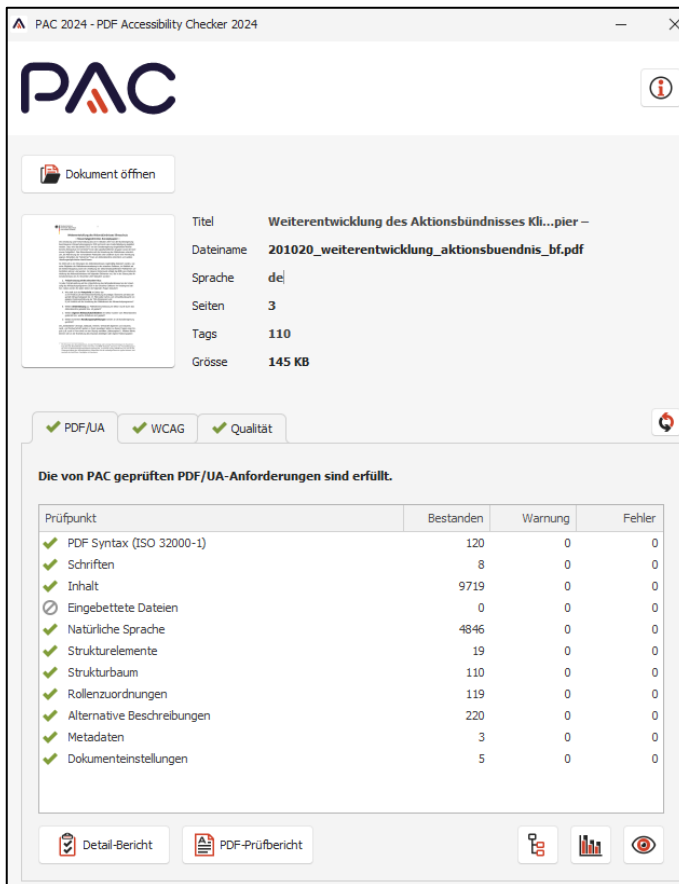 PAC 2024 - PDF Accessibility Checker 2024
PAC
Dokument öffnen
Titel Weiterentwicklung des Aktionsbündnisses Kli...pier –
Dateiname 201020_weiterentwicklung_aktionsbuendnis_bf.pdf
Sprache de
Seiten 3
Tags 110
Grösse 145 KB
PDF/UA WCAG Qualität
Die von PAC geprüften PDF/UA-Anforderungen sind erfüllt.
Prüfpunkt Bestanden Warnung Fehler
PDF Syntax (ISO 32000-1) 120 0 0
Schriften 8 0 0
Inhalt 9719 0 0
Eingebettete Dateien 0 0 0
Natürliche Sprache 4846 0 0
Strukturelemente 19 0 0
Strukturbaum 110 0 0
Rollenzuordnungen 119 0 0
Alternative Beschreibungen 220 0 0
Metadaten 3 0 0
Dokumenteinstellungen 5 0 0
Detail-Bericht PDF-Prüfbericht